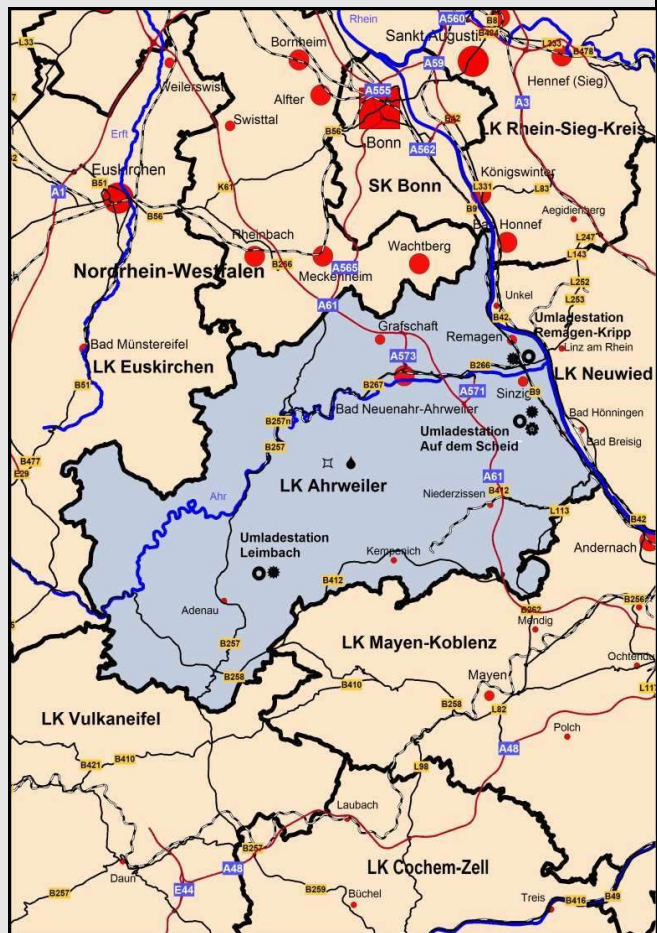 Rhein
A560
B8
L33
Bornheim
Sankt Augustin
B484
L333
B478
A59
Weilerswist
A555
Hennef (Sieg)
Alfter
Swisttal
A3
Erft
B56
B42
LK Rhein-Sieg-Kreis
Bonn
A562
Euskirchen
B51
A1
K61
SK Bonn
Königswinter
L331
L83
B9
B56
Aegidienberg
Rheinbach
Wachtberg
Bad Honnef
L247
B266
L143
Nordrhein-Westfalen
Meckenheim
A565
L252
Unkel
L253
A61
B42
Umladestation
Remagen-Kripp
Grafschaft
Remagen
Bad Münstereifel
A573
Linz am Rhein
LK Euskirchen
B266
LK Neuwied
B51
B267
A571
Sinzig
B9
Bad Neuenahr-Ahrweiler
Bad Hönningen
B257n
Umladestation
Auf dem Scheid
B257
Bad Breisig
B477
E29
A61
LK Ahrweiler
B412
Ahr
Niederzissen
L113
B42
Umladestation
Leimbach
Andernach
Kempenich
B412
Adenau
B256
B262
Mendig
B257
LK Mayen-Koblenz
B258
Ochtendu
B410
Mayen
L117
B258
L82
LK Vulkaneifel
Polch
A48
B410
B421
L98
Laubach
B257
LK Cochem-Zell
Daun
A48
E44
B257
B259
Büchel
Treis
B416
B49